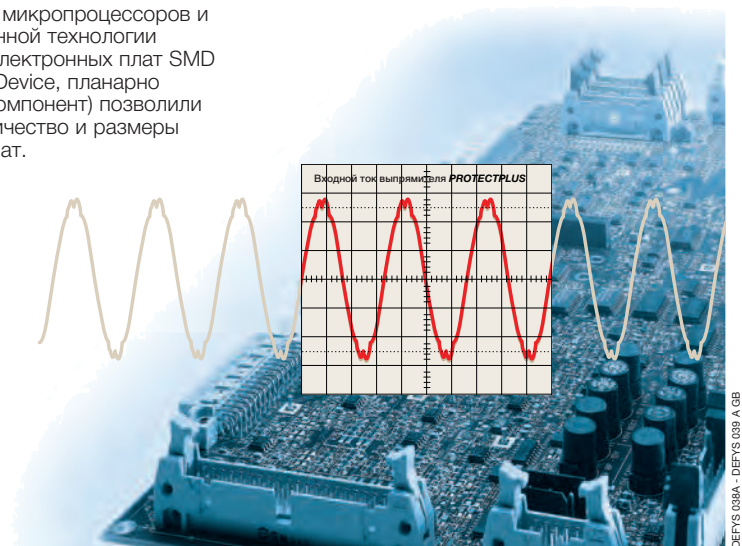 микропроцессоров и
нной технологии
лектронных плат SMD
Device, планарно
омпонент) позволили
ичество и размеры
ат.
Входной ток выпрямителя PROTECTPLUS
DEFYS 038A - DEFYS 039 A GB